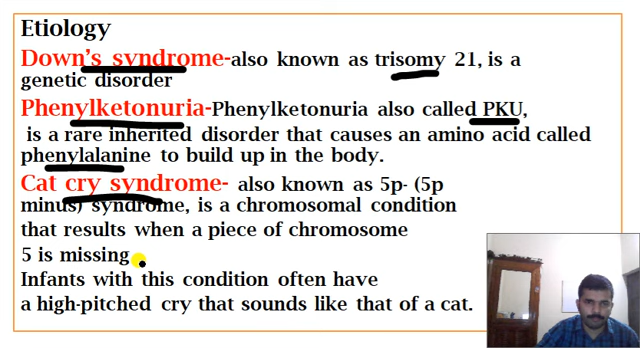 Etiology
Down's syndrome-also known as trisomy 21, is a
genetic disorder
Phenylketonuria-Phenylketonuria also called PKU,
is a rare inherited disorder that causes an amino acid called
phenylalanine to build up in the body.
Cat cry syndrome- also known as 5p- (5p
minus) syndrome, is a chromosomal condition
that results when a piece of chromosome
5 is missing
Infants with this condition often have
a high-pitched cry that sounds like that of a cat.